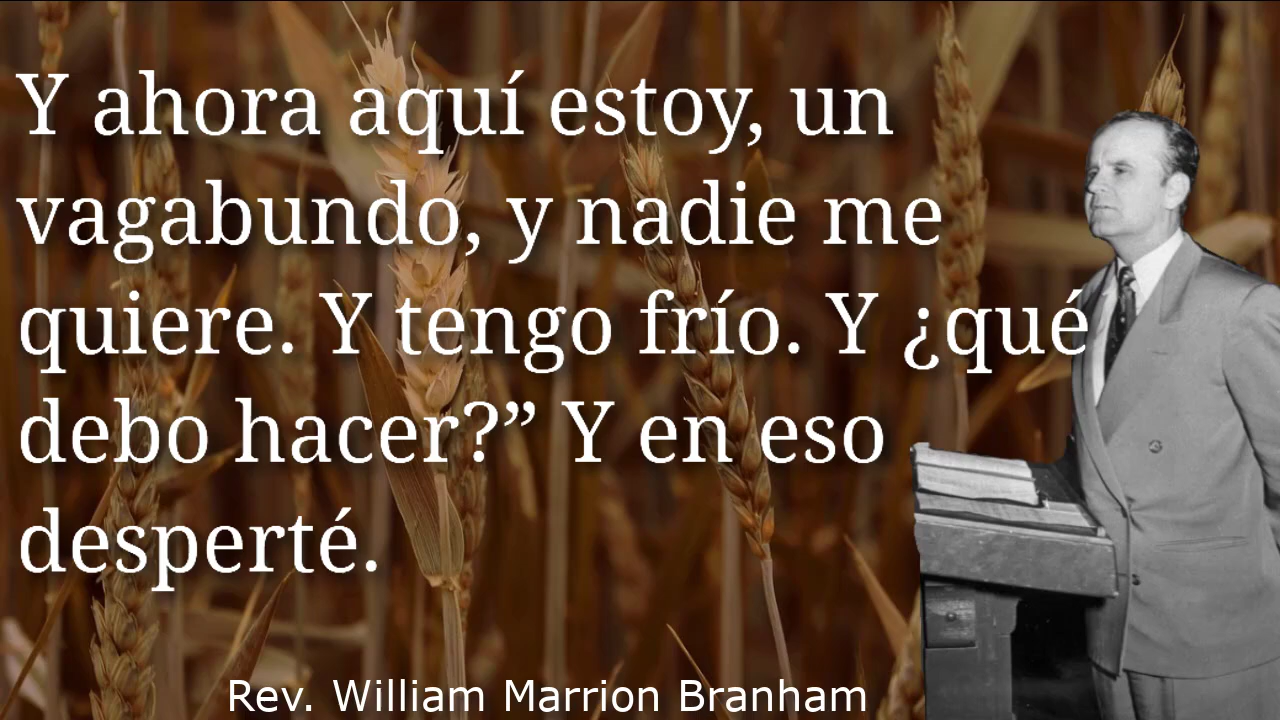 Y ahora aquí estoy, un
vagabundo, y nadie me
quiere. Y tengo frío. Y ¿qué
debo hacer?” Y en eso
desperté.
Rev. William Marrion Branham